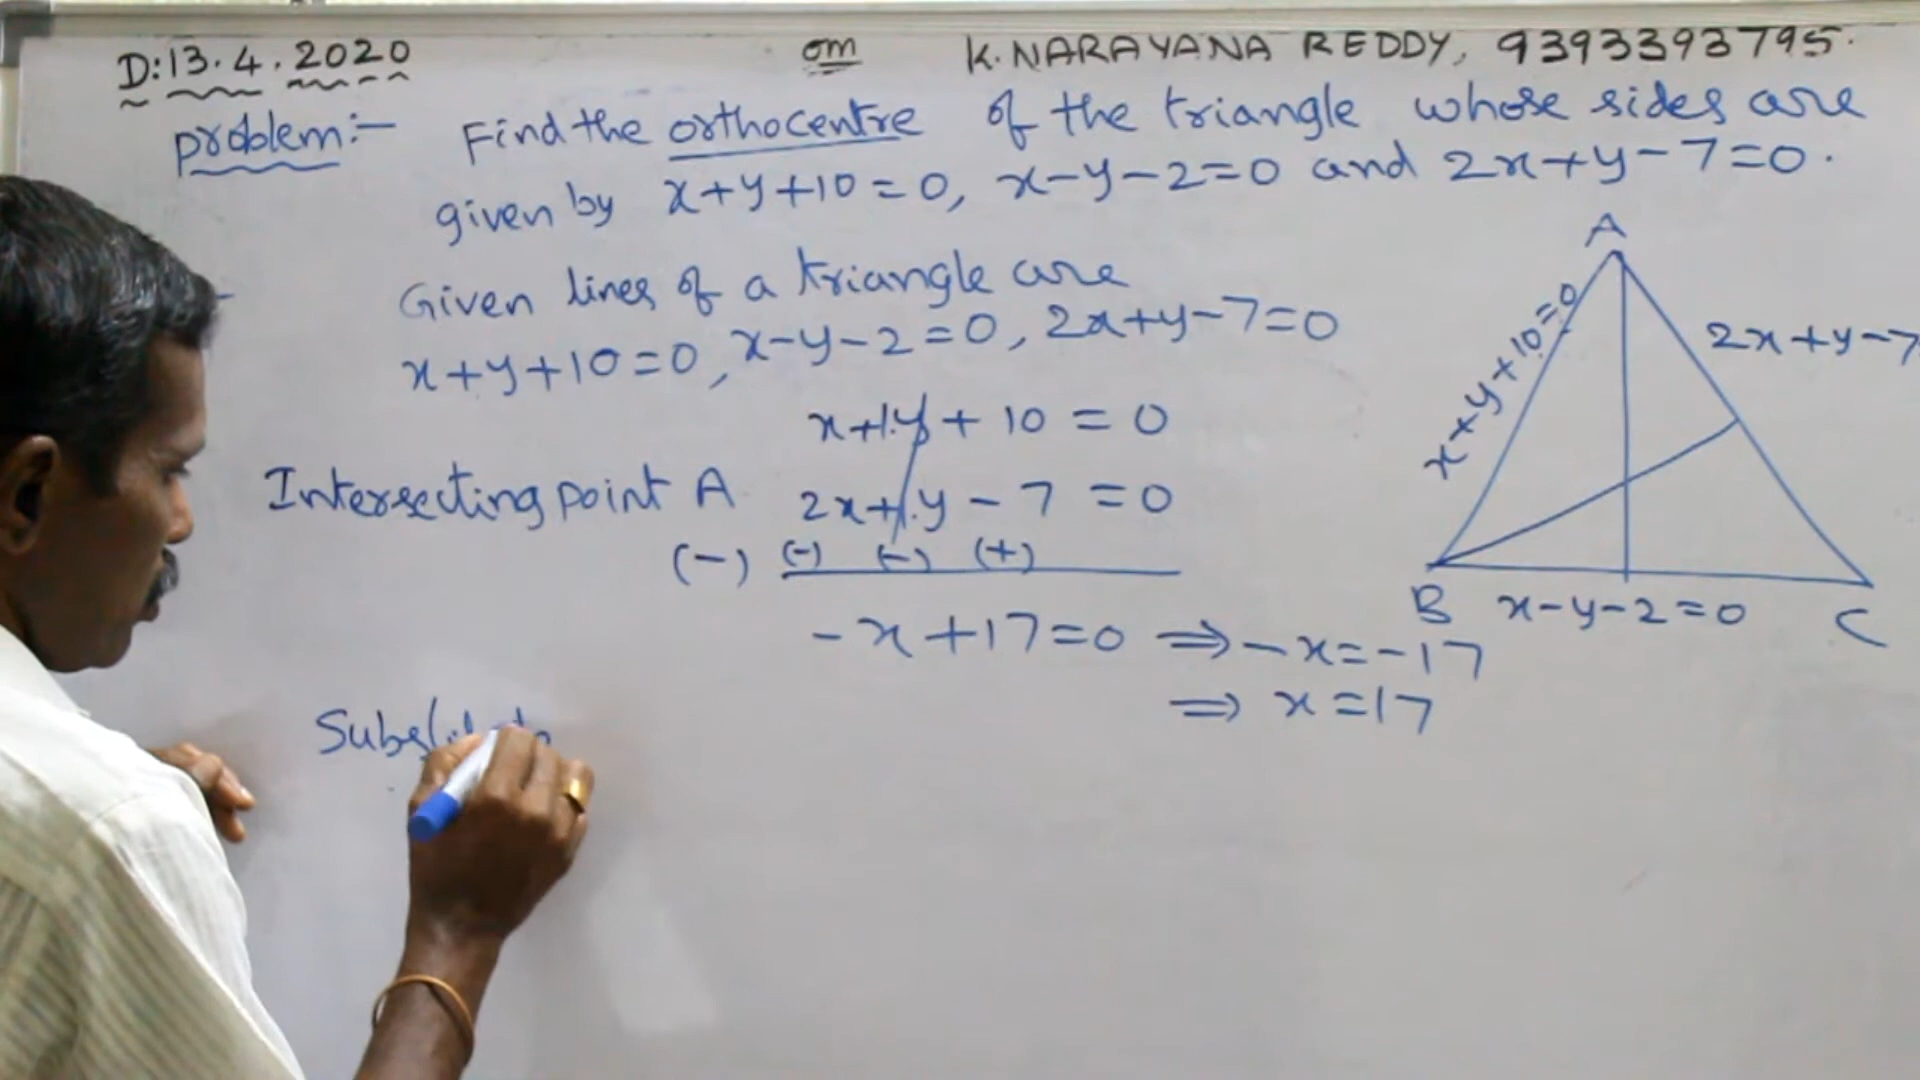 D:13.4.2020 om K.NARAYANA REDDY, 9393393795.
problem:- Find the orthocentre of the triangle whose sides are
given by x+y+10=0, x-y-2=0 and 2x+y-7=0.
Given lines of a triangle are
x+y+10=0, x-y-2=0, 2x+y-7=0
x+1.y+10=0
Intersecting point A 2x+1.y-7=0
(-) (-) (-) (+)
-x+17=0 ⇒ -x=-17
⇒ x=17
A
x+y+10=0
2x+y-7
B x-y-2=0 C